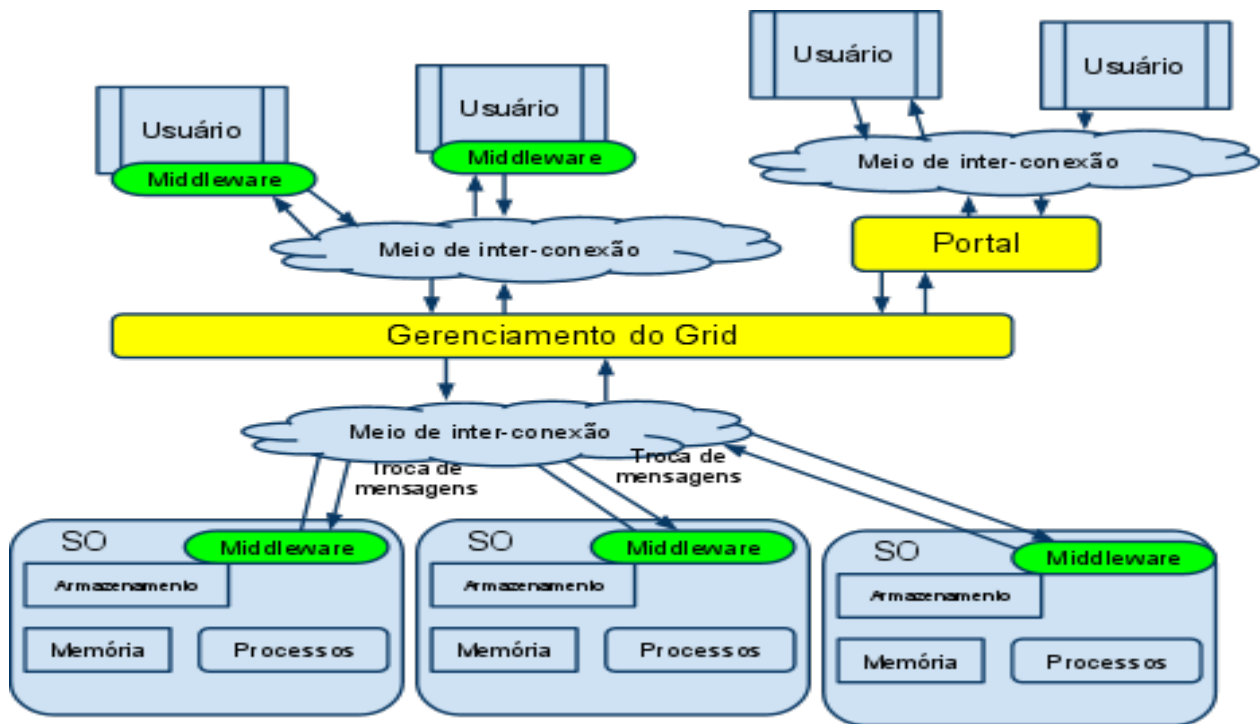 Usuário
Usuário
Usuário
Usuário
Middleware
Middleware
Meio de inter-conexão
Meio de inter-conexão
Portal
Gerenciamento do Grid
Meio de inter-conexão
Troca de
mensagens
Troca de
mensagens
SO
Middleware
Armazenamento
Memória
Processos
SO
Middleware
Armazenamento
Memória
Processos
SO
Middleware
Armazenamento
Memória
Processos